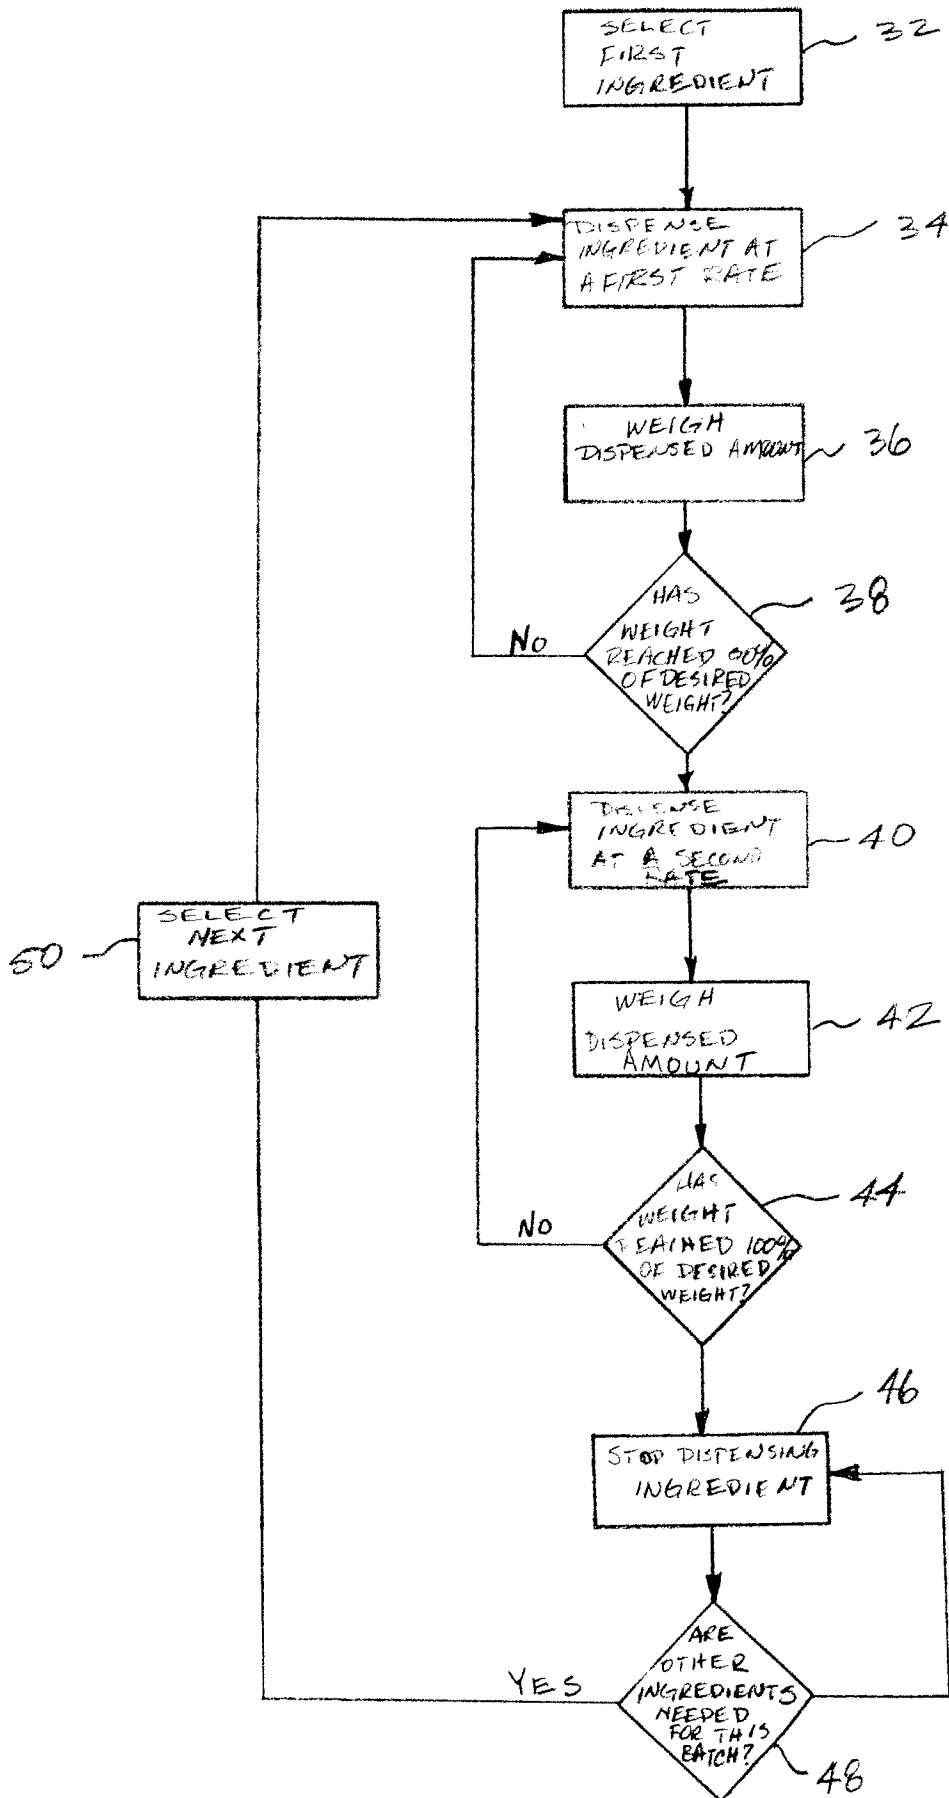 SELECT
FIRST
INGREDIENT
32
DISPENSE
INGREDIENT AT
A FIRST RATE
34
WEIGH
DISPENSED AMOUNT
36
HAS
WEIGHT
REACHED
OF DESIRED
WEIGHT?
38
NO
DISPENSE
INGREDIENT
AT A SECOND
RATE
40
SELECT
NEXT
INGREDIENT
50
WEIGH
DISPENSED
AMOUNT
42
HAS
WEIGHT
REACHED 100%
OF DESIRED
WEIGHT?
44
NO
STOP DISPENSING
INGREDIENT
46
ARE
OTHER
INGREDIENTS
NEEDED
FOR THIS
BATCH?
YES
48